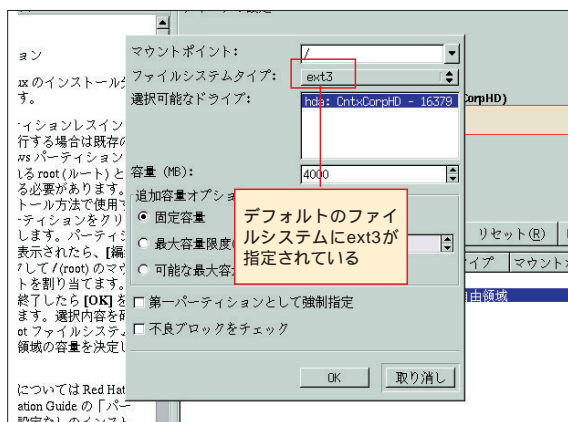 ョン
ux のインストール
す。
ィションレスイン
行する場合は既存の
ws パーティション
いる root (ルート) と
る必要があります。
トール方法で使用
ーティションをクリ
します。パーティシ
表示されたら、[編
して / (root) のマウ
トを割り当てます。
終了したら [OK] を
ます。選択内容を確
ot ファイルシステム
領域の容量を決定し
については Red Hat
ation Guide の「パー
マウントポイント:
/
ファイルシステムタイプ:
ext3
選択可能なドライブ:
hda: CntxCorpHD - 16379
容量 (MB):
4000
追加容量オプショ
固定容量
最大容量限度
可能な最大容
デフォルトのファイ
ルシステムにext3が
指定されている
第一パーティションとして強制指定
不良ブロックをチェック
OK
取り消し
CorpHD)
リセット(R)
イプ
マウント
自由領域